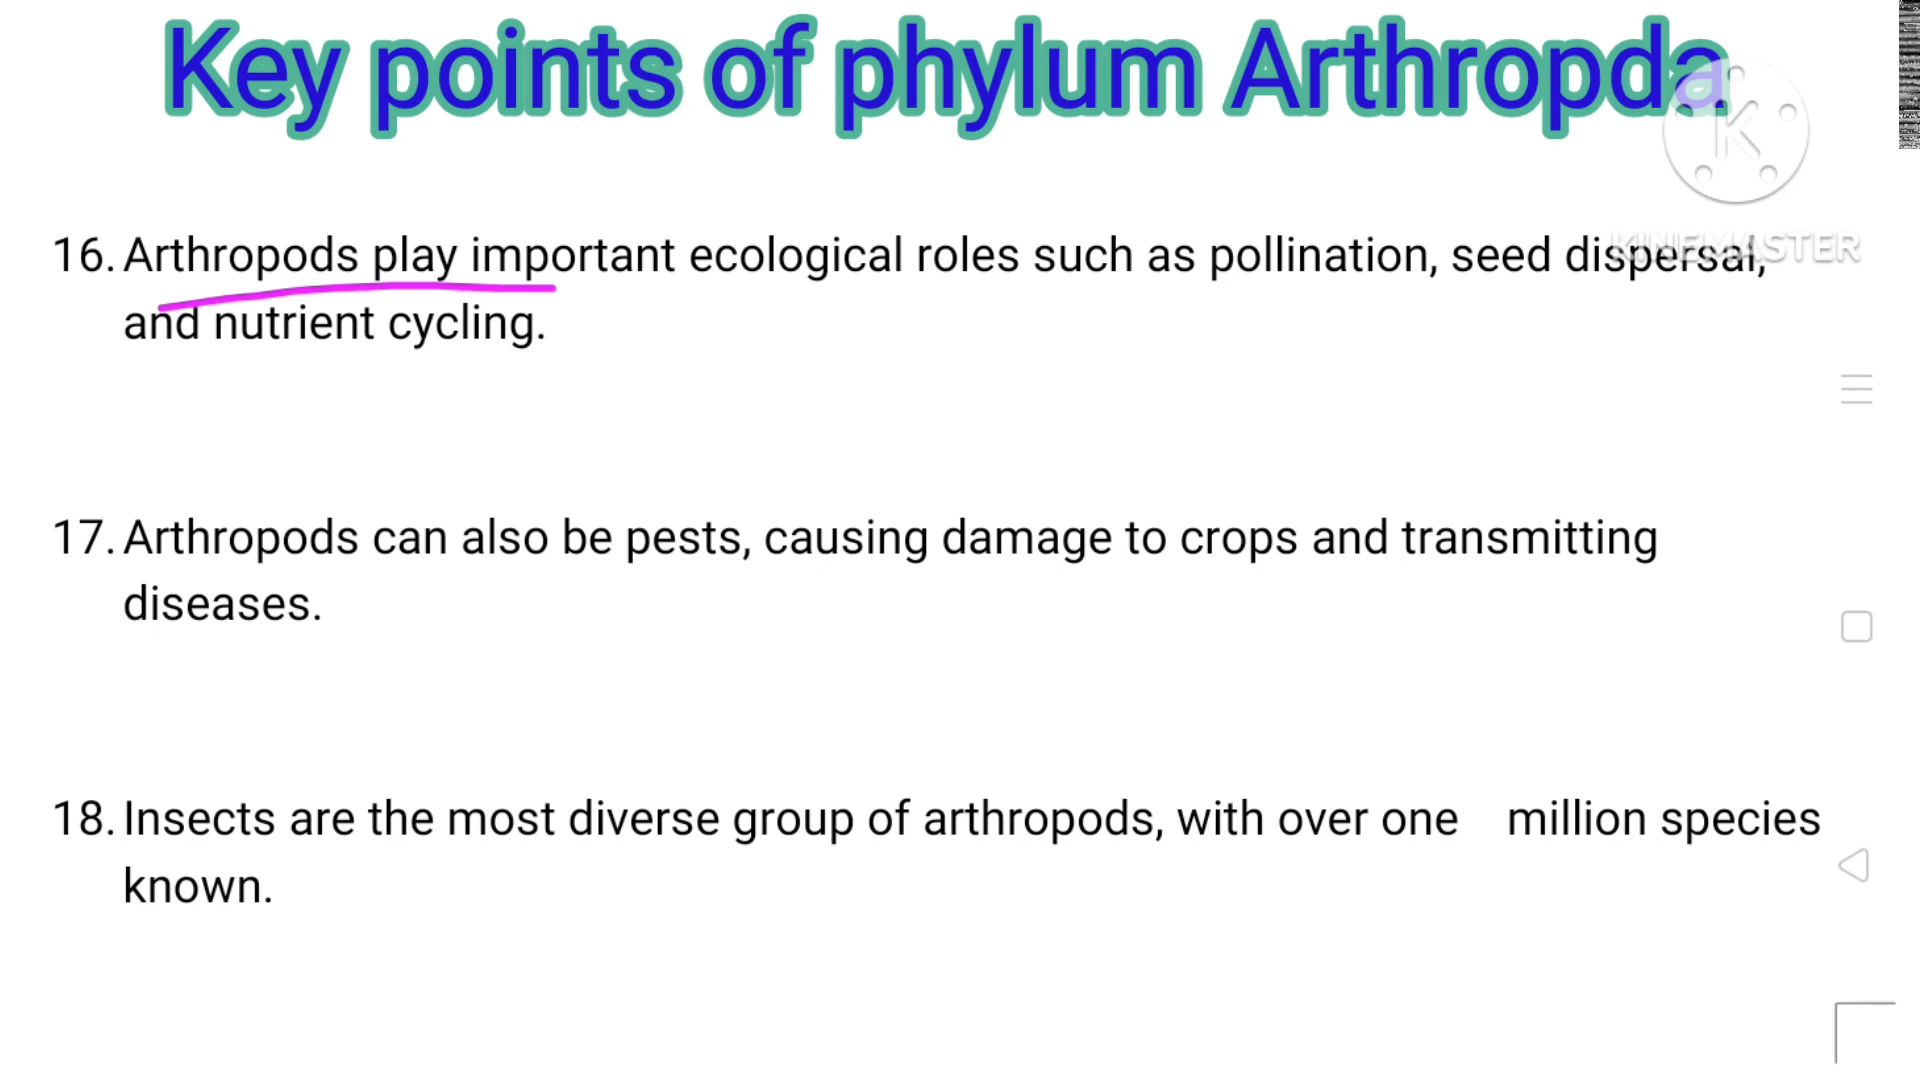 Key points of phylum Arthropda
K
KINEMASTER
16. Arthropods play important ecological roles such as pollination, seed dispersal,
and nutrient cycling.
17. Arthropods can also be pests, causing damage to crops and transmitting
diseases.
18. Insects are the most diverse group of arthropods, with over one million species
known.